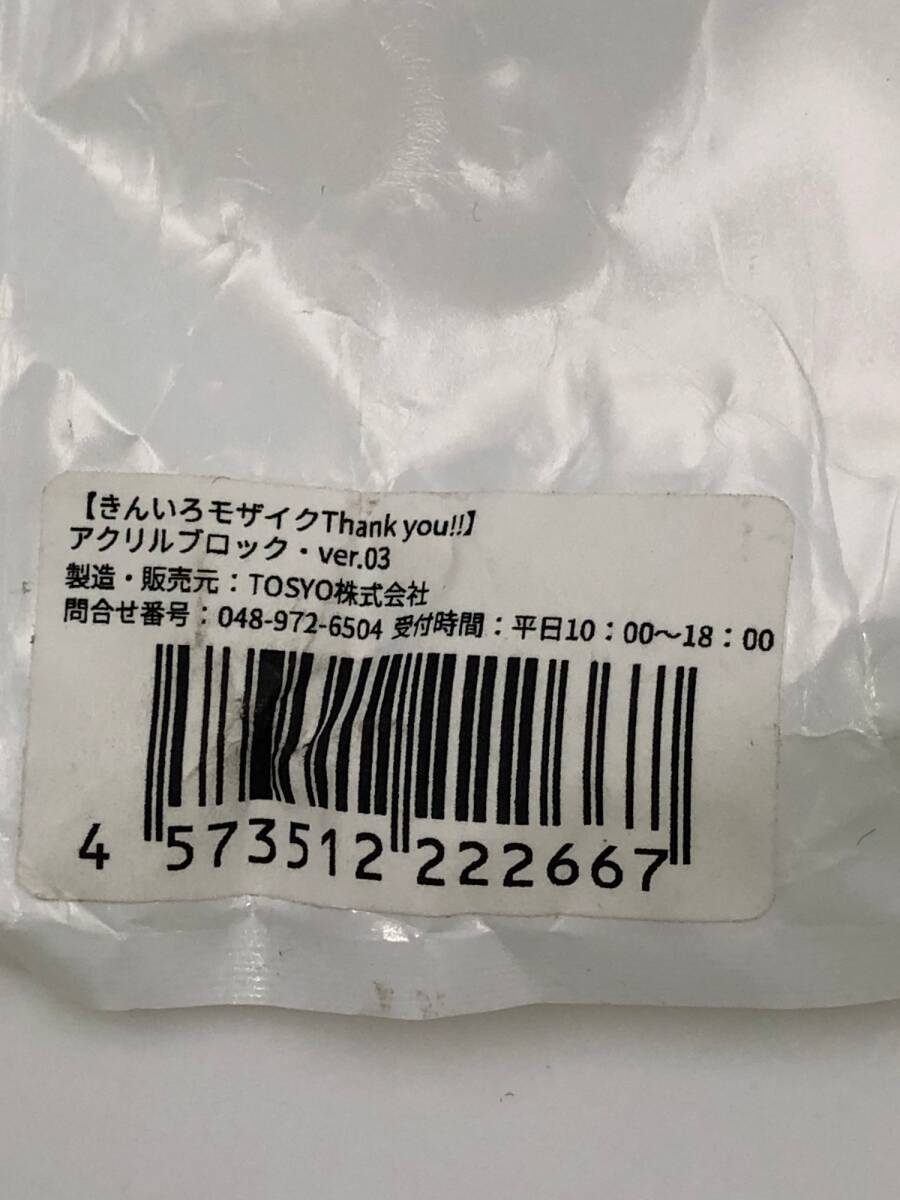 【きんいろモザイクThank you!!】
アクリルブロック・ver.03
製造・販売元：TOSYO株式会社
問合せ番号：048-972-6504 受付時間：平日10：00～18：00
4 573512 222667